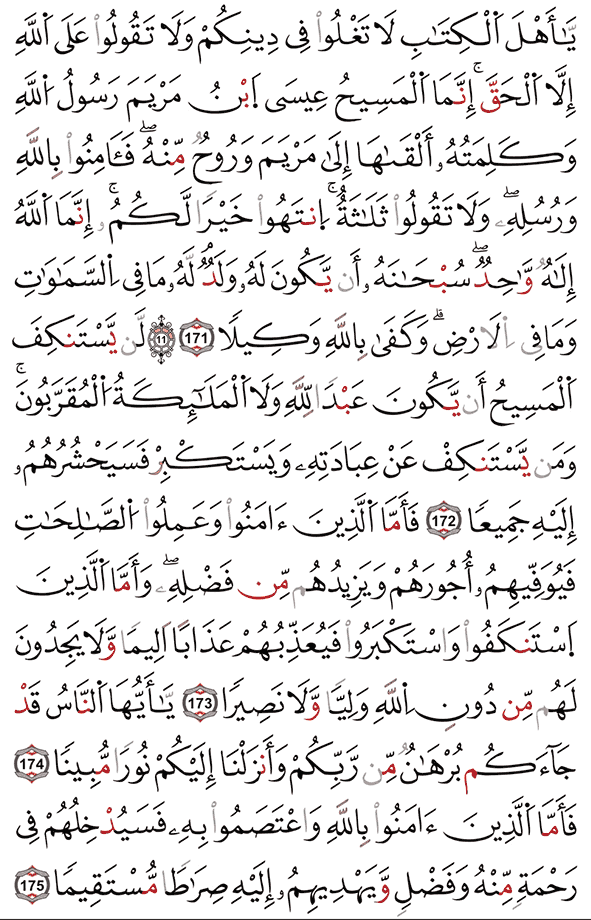 يَٰٓأَهْلَ ٱلْكِتَٰبِ لَا تَغْلُوا۟ فِى دِينِكُمْ وَلَا تَقُولُوا۟ عَلَى ٱللَّهِ
إِلَّا ٱلْحَقَّ ۚ إِنَّمَا ٱلْمَسِيحُ عِيسَى ٱبْنُ مَرْيَمَ رَسُولُ ٱللَّهِ
وَكَلِمَتُهُۥٓ أَلْقَىٰهَآ إِلَىٰ مَرْيَمَ وَرُوحٌ مِّنْهُ ۖ فَـَٔامِنُوا۟ بِٱللَّهِ
وَرُسُلِهِۦ ۖ وَلَا تَقُولُوا۟ ثَلَٰثَةٌ ۚ ٱنتَهُوا۟ خَيْرًا لَّكُمْ ۚ إِنَّمَا ٱللَّهُ
إِلَٰهٌ وَٰحِدٌ ۖ سُبْحَٰنَهُۥٓ أَن يَكُونَ لَهُۥ وَلَدٌ ۘ لَّهُۥ مَا فِى ٱلسَّمَٰوَٰتِ
وَمَا فِى ٱلْأَرْضِ ۗ وَكَفَىٰ بِٱللَّهِ وَكِيلًا 171 11 لَّن يَسْتَنكِفَ
ٱلْمَسِيحُ أَن يَكُونَ عَبْدًا لِّلَّهِ وَلَا ٱلْمَلَٰٓئِكَةُ ٱلْمُقَرَّبُونَ ۚ
وَمَن يَسْتَنكِفْ عَنْ عِبَادَتِهِۦ وَيَسْتَكْبِرْ فَسَيَحْشُرُهُمُۥٓ
إِلَيْهِ جَمِيعًا 172 فَأَمَّا ٱلَّذِينَ ءَامَنُوا۟ وَعَمِلُوا۟ ٱلصَّٰلِحَٰتِ
فَيُوَفِّيهِمُۥٓ أُجُورَهُمْ وَيَزِيدُهُم مِّن فَضْلِهِۦ ۖ وَأَمَّا ٱلَّذِينَ
ٱسْتَنكَفُوا۟ وَٱسْتَكْبَرُوا۟ فَيُعَذِّبُهُمْ عَذَابًا أَلِيمًا وَلَا يَجِدُونَ
لَهُم مِّن دُونِ ٱللَّهِ وَلِيًّا وَلَا نَصِيرًا 173 يَٰٓأَيُّهَا ٱلنَّاسُ قَدْ
جَآءَكُم بُرْهَٰنٌ مِّن رَّبِّكُمْ وَأَنزَلْنَآ إِلَيْكُمْ نُورًا مُّبِينًا 174
فَأَمَّا ٱلَّذِينَ ءَامَنُوا۟ بِٱللَّهِ وَٱعْتَصَمُوا۟ بِهِۦ فَسَيُدْخِلُهُمْ فِى
رَحْمَةٍ مِّنْهُ وَفَضْلٍ وَيَهْدِيهِمُۥٓ إِلَيْهِ صِرَٰطًا مُّسْتَقِيمًا 175